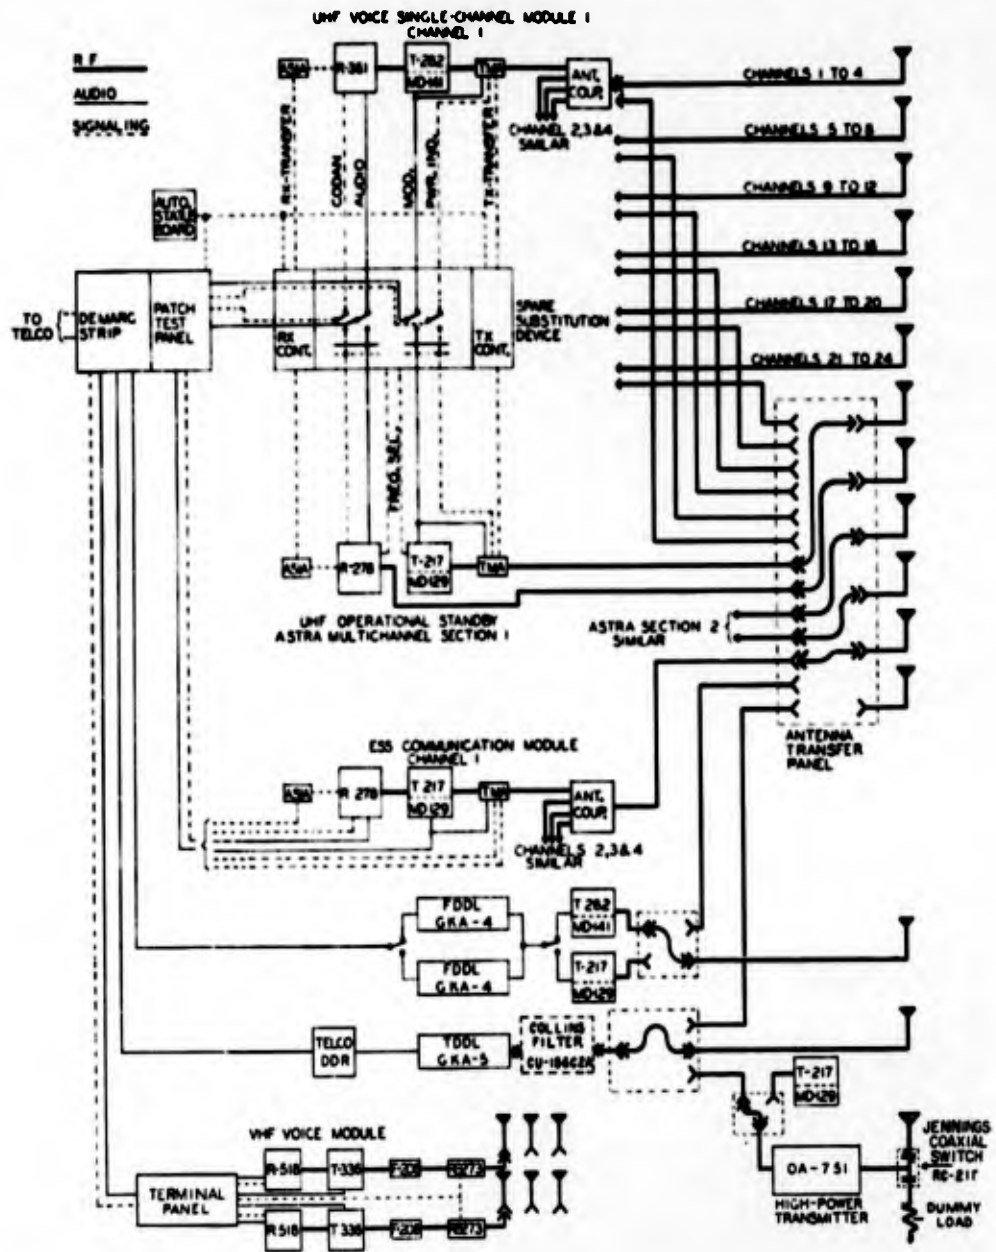 UHF VOICE SINGLE-CHANNEL MODULE 1
CHANNEL 1
R F
AUDIO
SIGNALING
ASIA
R-361
T-282
MD-141
TMA
ANT.
COUP.
CHANNEL 2,3&4
SIMILAR
CHANNELS 1 TO 4
CHANNELS 5 TO 8
CHANNELS 9 TO 12
CHANNELS 13 TO 16
CHANNELS 17 TO 20
CHANNELS 21 TO 24
RX-TRANSFER
CODAN
AUDIO
MOD.
PWR. IND.
TX-TRANSFER
AUTO.
BOARD
TO
TELCO
DEMARC
STRIP
PATCH
TEST
PANEL
RX
CONT.
TX
CONT.
SPARE
SUBSTITUTION
DEVICE
FREQ. SEL.
ASIA
R-278
T-217
MD-129
TMA
UHF OPERATIONAL STANDBY
ASTRA MULTICHANNEL SECTION 1
ASTRA SECTION 2
SIMILAR
ANTENNA
TRANSFER
PANEL
ESS COMMUNICATION MODULE
CHANNEL 1
ASIA
R 278
T 217
MD129
TMA
ANT.
COUP.
CHANNELS 2,3&4
SIMILAR
FDDL
GKA-4
FDDL
GKA-4
T 282
MD-141
T-217
MD-129
TELCO
DDR
TDDL
GKA-5
COLLINS
FILTER
T-217
MD-129
VHF VOICE MODULE
TERMINAL
PANEL
R-518
T-336
F-208
RB273
R 518
T 336
F-208
RB273
OA-751
HIGH-POWER
TRANSMITTER
JENNINGS
COAXIAL
SWITCH
RC-21T
DUMMY
LOAD